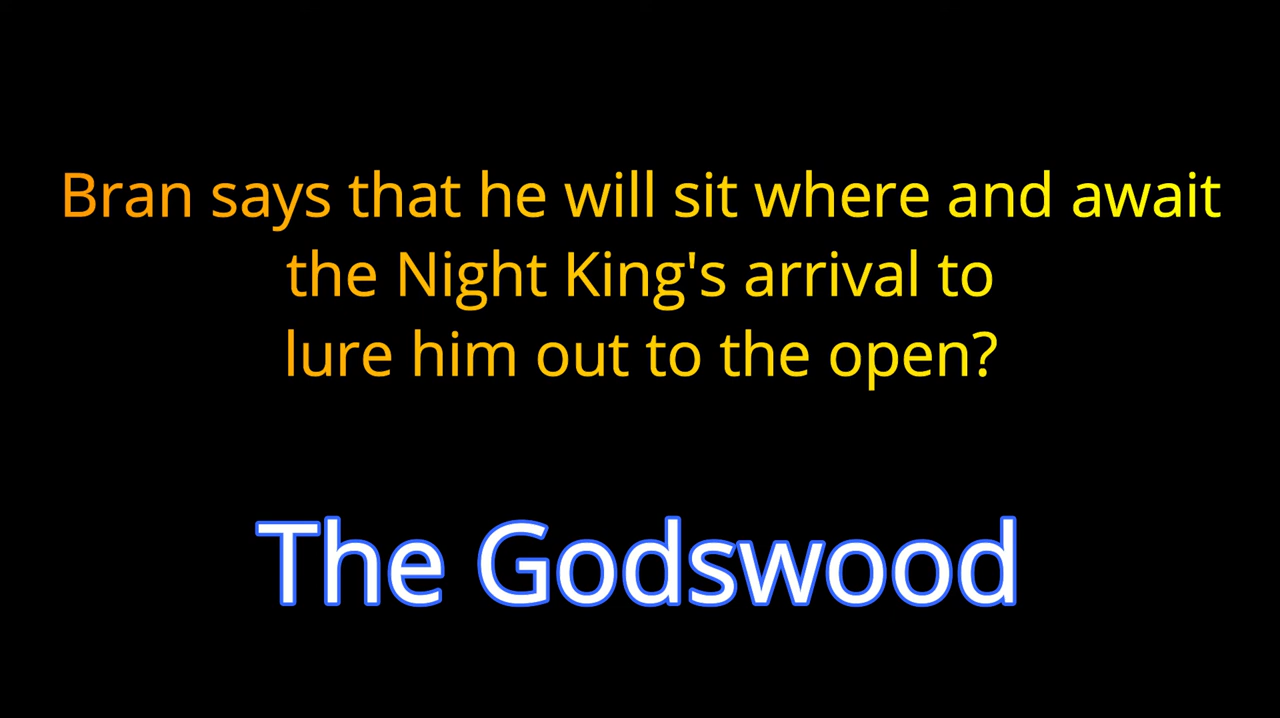 Bran says that he will sit where and await
the Night King's arrival to
lure him out to the open?
The Godswood